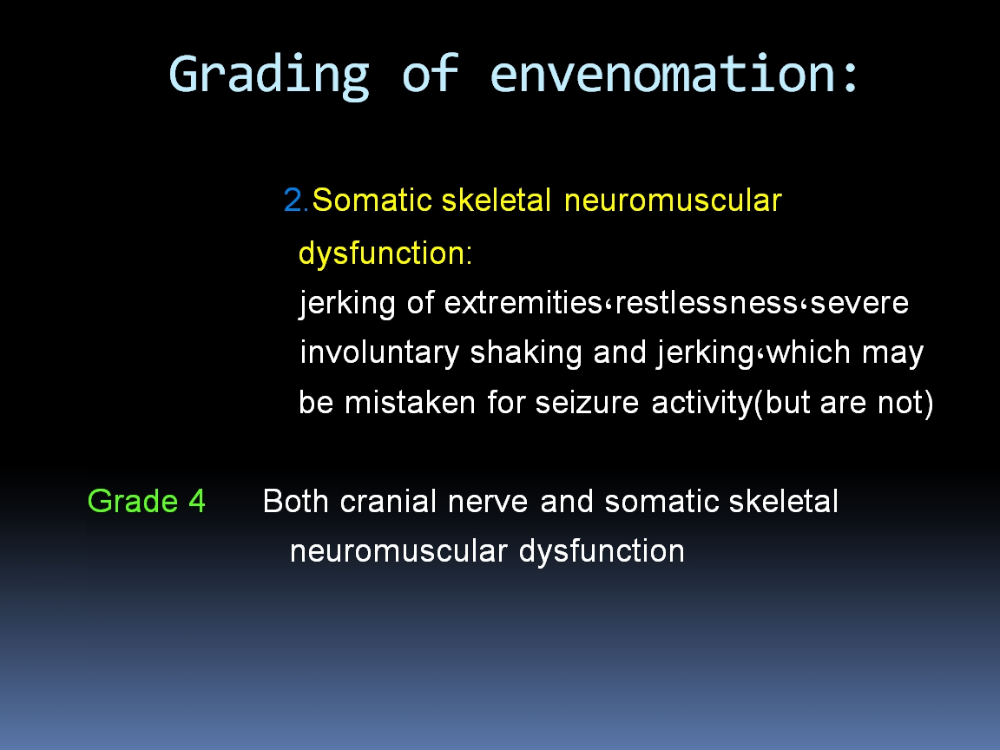 Grading of envenomation:
2.Somatic skeletal neuromuscular
dysfunction:
jerking of extremities،restlessness،severe
involuntary shaking and jerking،which may
be mistaken for seizure activity(but are not)
Grade 4 Both cranial nerve and somatic skeletal
neuromuscular dysfunction